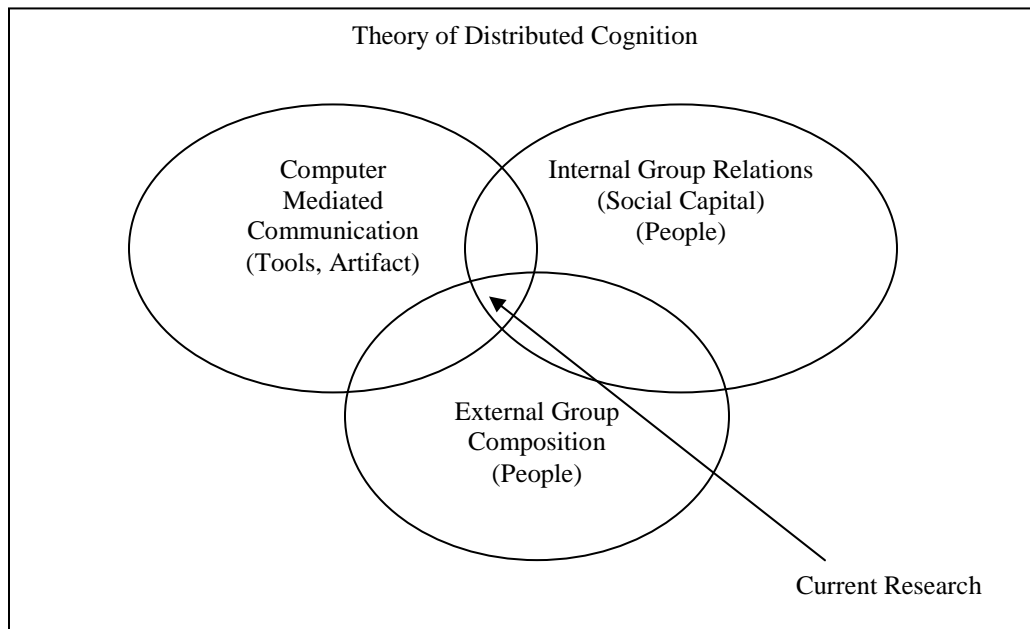 Theory of Distributed Cognition
Computer
Mediated
Communication
(Tools, Artifact)
Internal Group Relations
(Social Capital)
(People)
External Group
Composition
(People)
Current Research